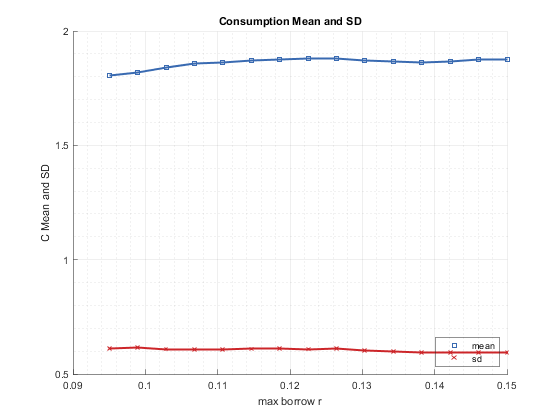 Consumption Mean and SD
2
1.5
1
0.5
C Mean and SD
0.09
0.1
0.11
0.12
0.13
0.14
0.15
max borrow r
mean
sd